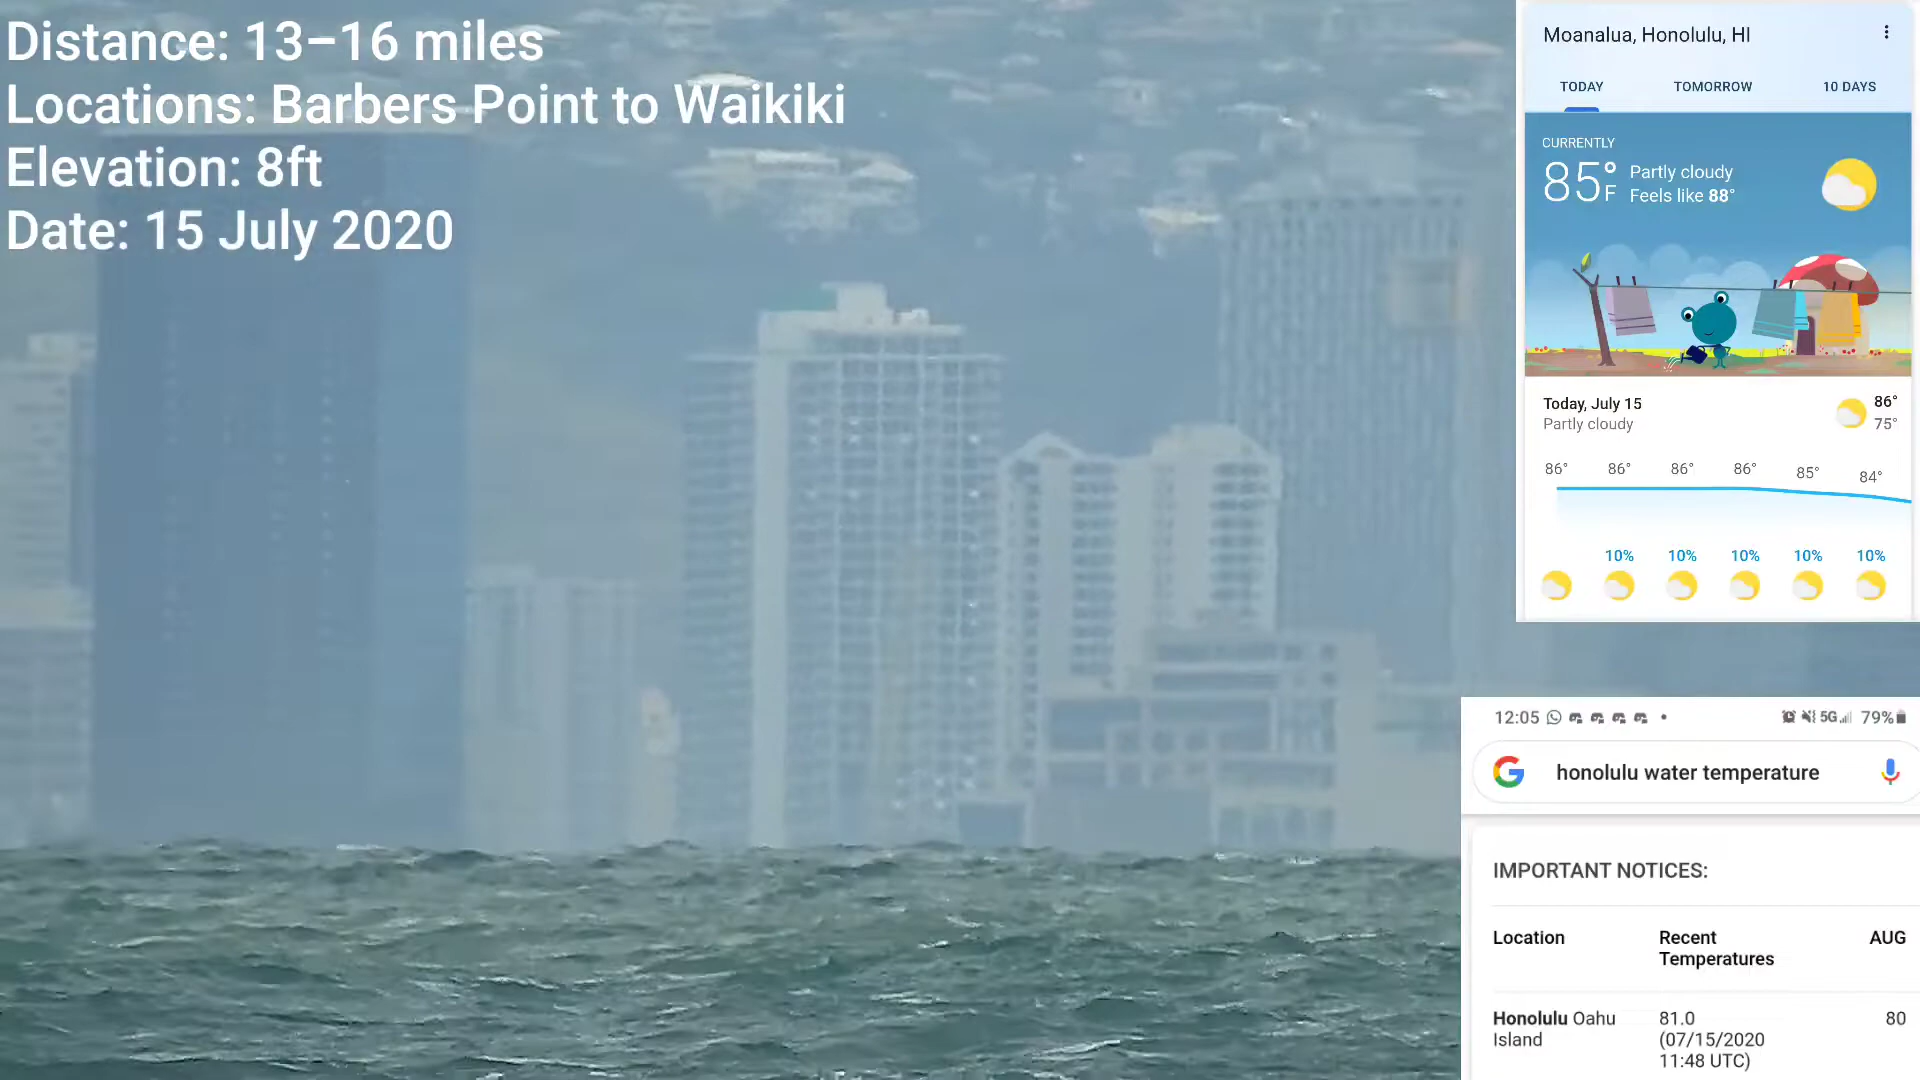 Distance: 13–16 miles
Locations: Barbers Point to Waikiki
Elevation: 8ft
Date: 15 July 2020
Moanalua, Honolulu, HI
TODAY TOMORROW 10 DAYS
CURRENTLY
85°F Partly cloudy
Feels like 88°
Today, July 15 86°
Partly cloudy 75°
86° 86° 86° 86° 85° 84°
10% 10% 10% 10% 10%
12:05 5G 79%
honolulu water temperature
IMPORTANT NOTICES:
Location Recent Temperatures AUG
Honolulu Oahu Island 81.0 80
(07/15/2020
11:48 UTC)